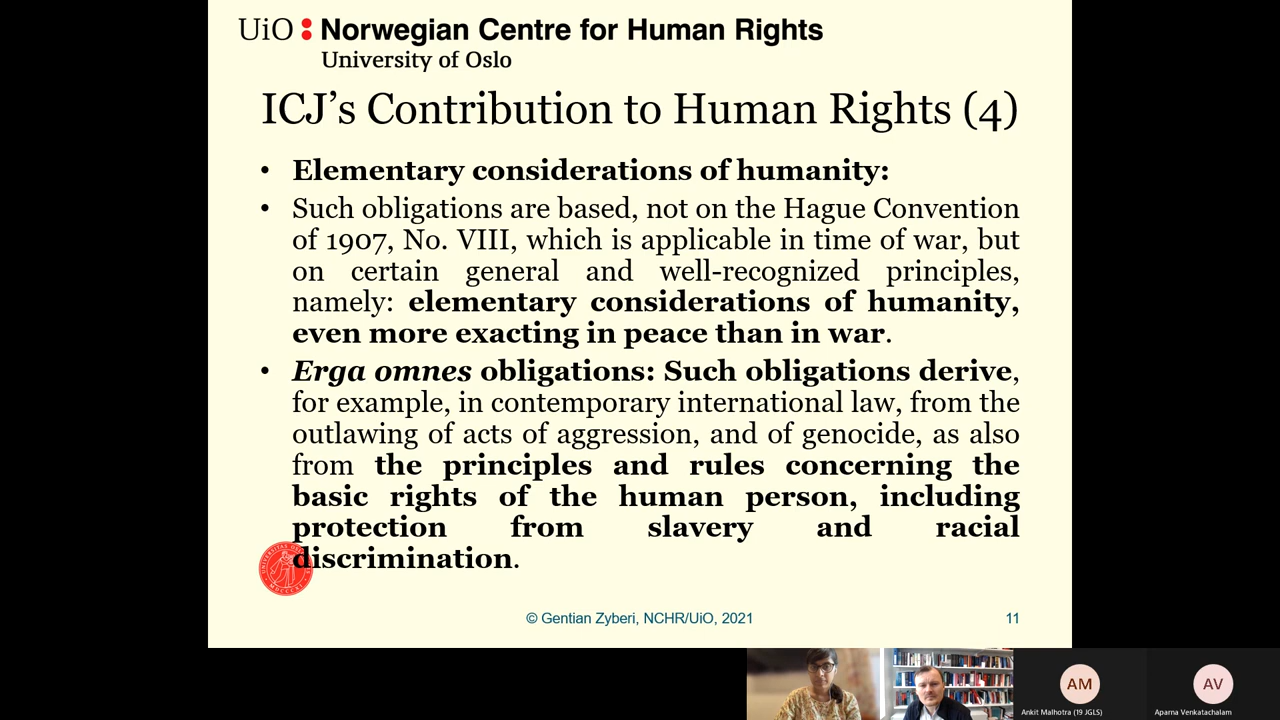 UiO : Norwegian Centre for Human Rights
University of Oslo
ICJ’s Contribution to Human Rights (4)
• Elementary considerations of humanity:
• Such obligations are based, not on the Hague Convention
of 1907, No. VIII, which is applicable in time of war, but
on certain general and well-recognized principles,
namely: elementary considerations of humanity,
even more exacting in peace than in war.
• Erga omnes obligations: Such obligations derive,
for example, in contemporary international law, from the
outlawing of acts of aggression, and of genocide, as also
from the principles and rules concerning the
basic rights of the human person, including
protection from slavery and racial
discrimination.
© Gentian Zyberi, NCHR/UiO, 2021
11
AM
AV
Ankit Malhotra (19 JGLS)
Aparna Venkatachalam